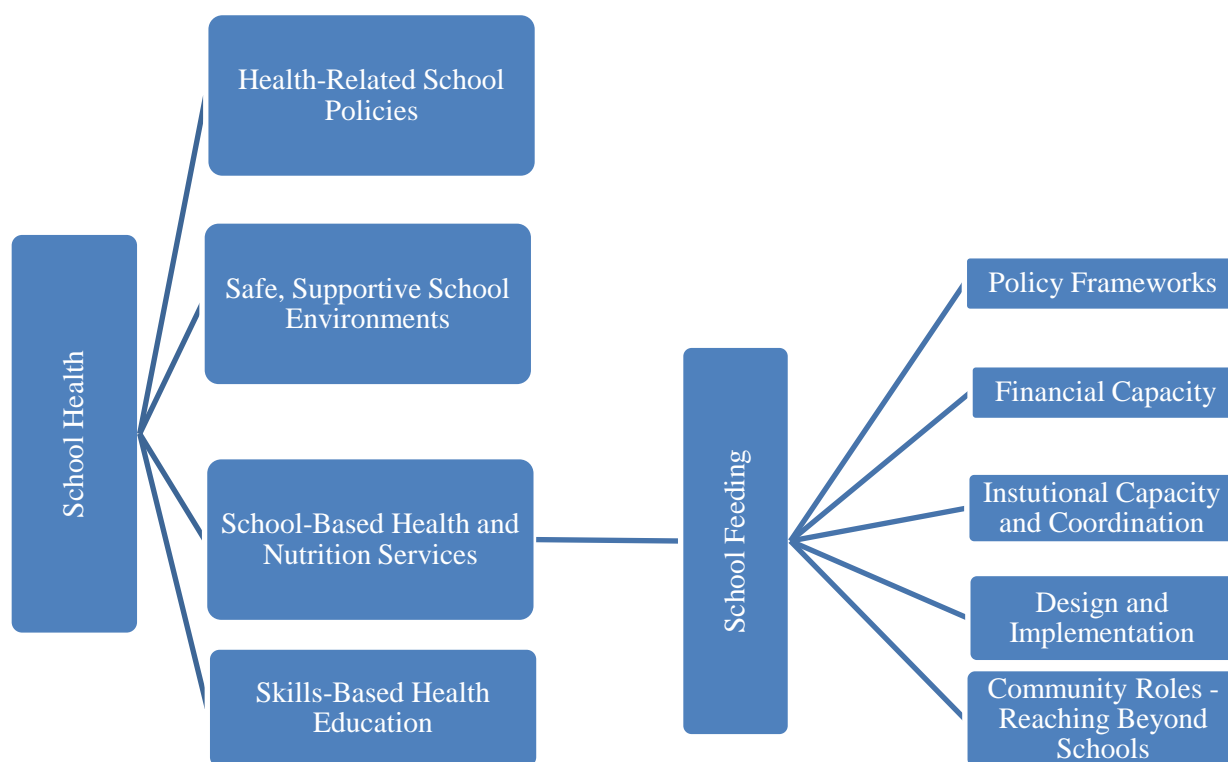 School Health
Health-Related School
Policies
Safe, Supportive School
Environments
School-Based Health and
Nutrition Services
Skills-Based Health
Education
School Feeding
Policy Frameworks
Financial Capacity
Instutional Capacity
and Coordination
Design and
Implementation
Community Roles -
Reaching Beyond
Schools